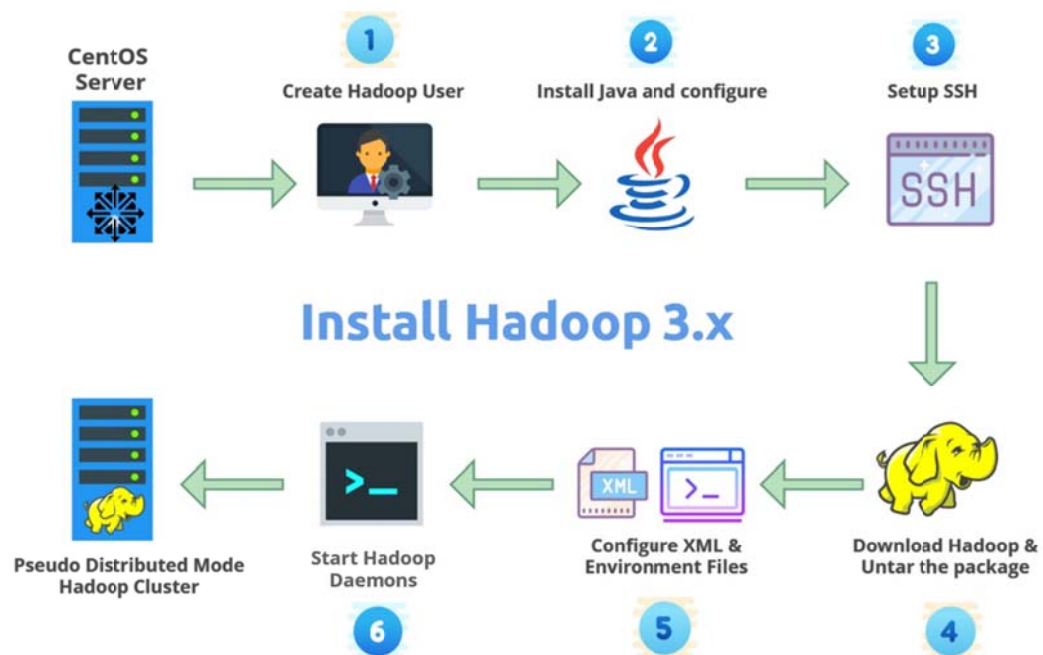 CentOS
Server
1
Create Hadoop User
2
Install Java and configure
3
Setup SSH
SSH
Install Hadoop 3.x
Download Hadoop &
Untar the package
4
XML
>_
Configure XML &
Environment Files
5
>_
Start Hadoop
Daemons
6
Pseudo Distributed Mode
Hadoop Cluster